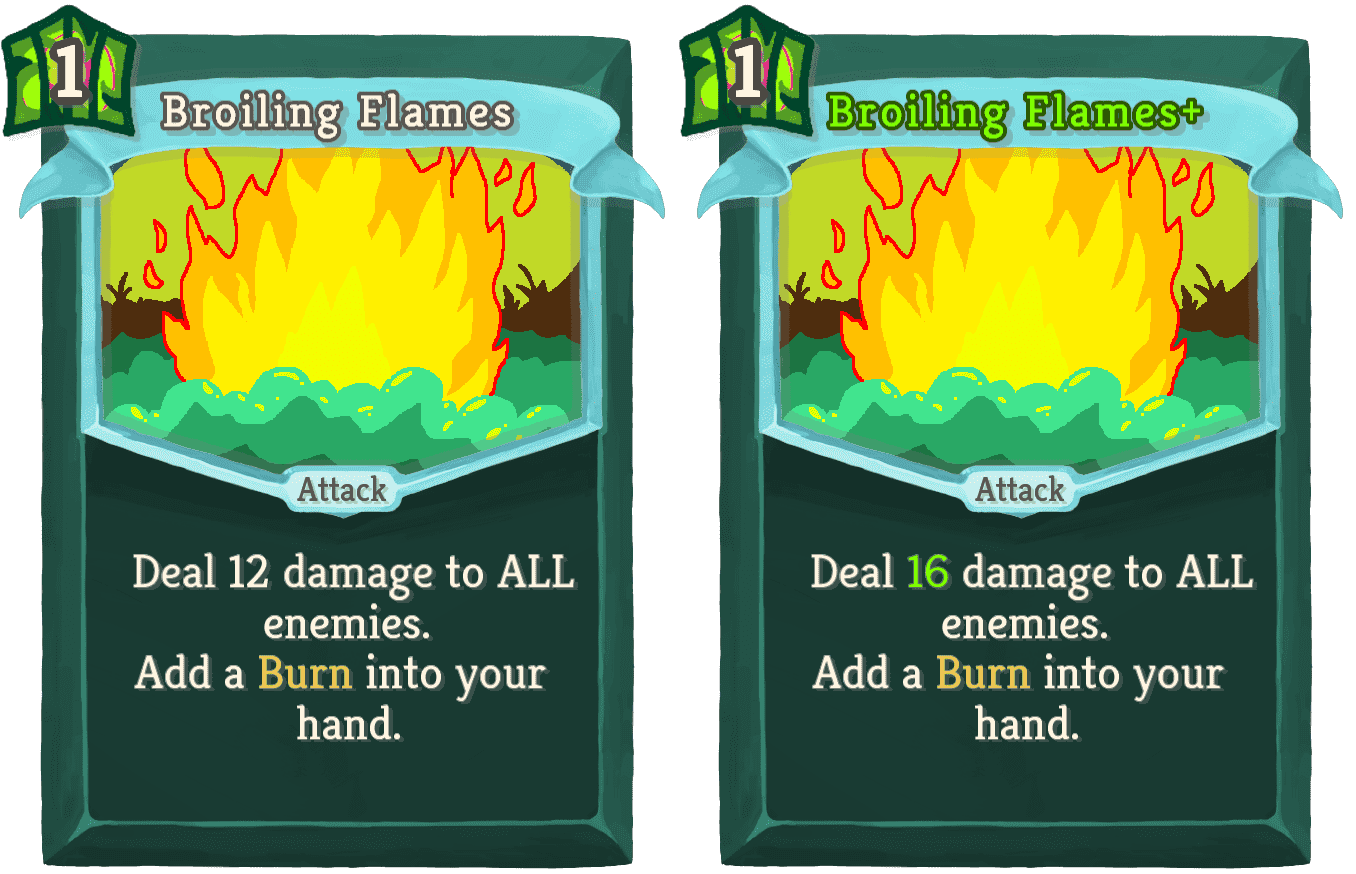 1
Broiling Flames
Attack
Deal 12 damage to ALL
enemies.
Add a Burn into your
hand.
1
Broiling Flames+
Attack
Deal 16 damage to ALL
enemies.
Add a Burn into your
hand.